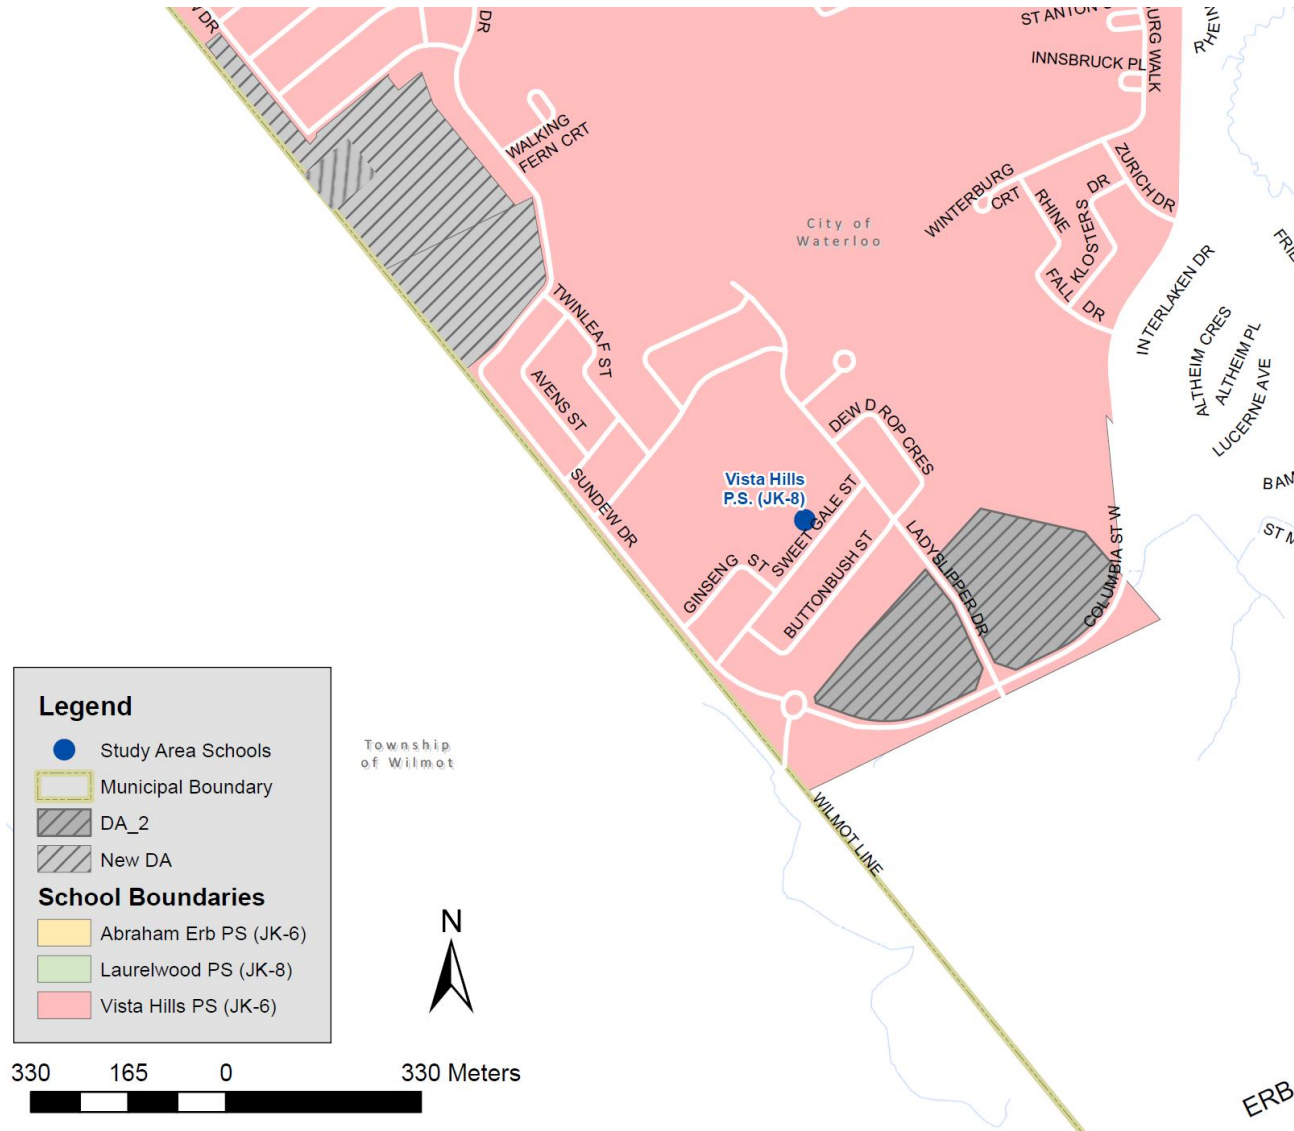 DR
DR
ST ANTON
BURG WALK
RHEIN
INNSBRUCK PL
WALKING
FERN CRT
ZURICH DR
WINTERBURG
CRT
RHINE
FALL DR
KLOSTERS DR
City of
Waterloo
INTERLAKEN DR
ALTHEIM CRES
ALTHEIM PL
LUCERNE AVE
TWINLEAF ST
AVENS ST
SUNDEW DR
DEW DROP CRES
Vista Hills
P.S. (JK-8)
SWEET GALE ST
GINSENG ST
BUTTONBUSH ST
LADYSLIPPER DR
COLUMBIA ST W
BAM
ST M
Township
of Wilmot
WILMOT LINE
ERB
Legend
Study Area Schools
Municipal Boundary
DA_2
New DA
School Boundaries
Abraham Erb PS (JK-6)
Laurelwood PS (JK-8)
Vista Hills PS (JK-6)
N
330 165 0 330 Meters